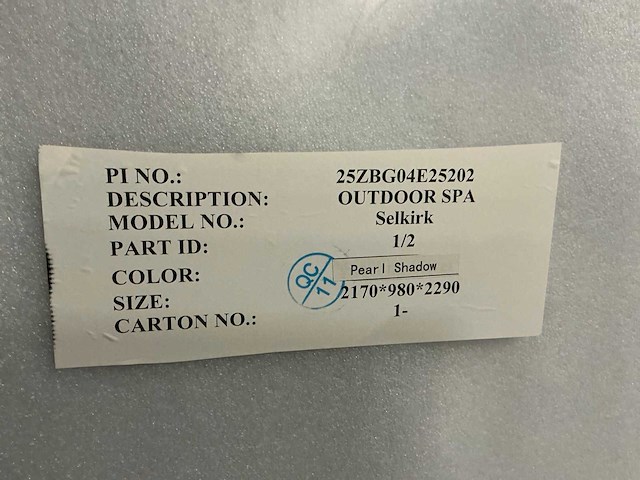 PI NO.: 25ZBG04E25202
DESCRIPTION: OUTDOOR SPA
MODEL NO.: Selkirk
PART ID: 1/2
COLOR: Pearl Shadow
SIZE: 2170*980*2290
CARTON NO.: 1-
QC
11